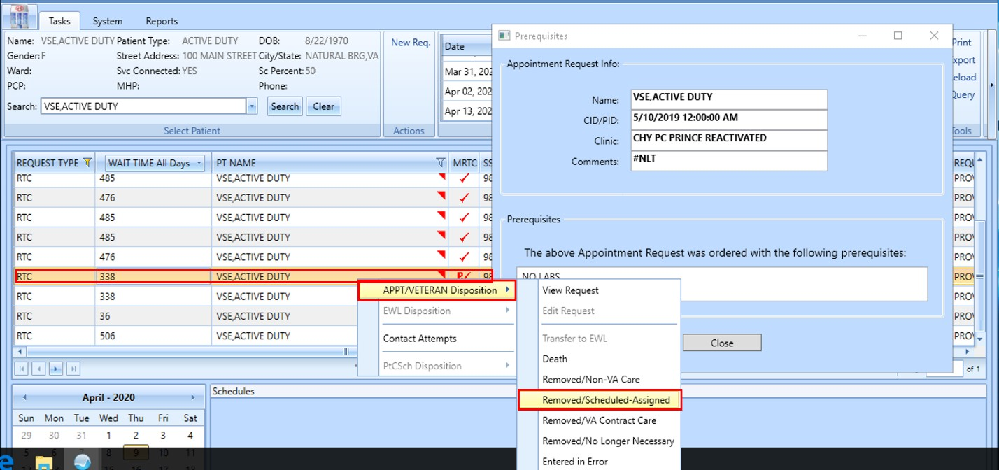 Tasks System Reports
Name: VSE,ACTIVE DUTY Patient Type: ACTIVE DUTY DOB: 8/22/1970
Gender: F Street Address: 100 MAIN STREET City/State: NATURAL BRG,VA
Ward: Svc Connected: YES Sc Percent: 50
PCP: MHP: Phone:
Search: VSE,ACTIVE DUTY Search Clear
Select Patient
New Req.
Actions
Date
Mar 31, 202
Apr 02, 202
Apr 13, 202
Print
xport
eload
Query
Tools
Prerequisites
Appointment Request Info:
Name: VSE,ACTIVE DUTY
CID/PID: 5/10/2019 12:00:00 AM
Clinic: CHY PC PRINCE REACTIVATED
Comments: #NLT
Prerequisites
The above Appointment Request was ordered with the following prerequisites:
NO LABS
Close
REQUEST TYPE WAIT TIME All Days PT NAME MRTC SS REQU
RTC 485 VSE,ACTIVE DUTY 98 PROV
RTC 476 VSE,ACTIVE DUTY 98 PROV
RTC 485 VSE,ACTIVE DUTY 98 PROV
RTC 485 VSE,ACTIVE DUTY 98 PROV
RTC 476 VSE,ACTIVE DUTY 98 PROV
RTC 338 VSE,ACTIVE DUTY 98 PROV
RTC 338 VSE,ACTIVE DUTY PROV
RTC 36 VSE,ACTIVE DUTY PROV
RTC 506 VSE,ACTIVE DUTY PROV
of 1
APPT/VETERAN Disposition
EWL Disposition
Contact Attempts
PtCSch Disposition
View Request
Edit Request
Transfer to EWL
Death
Removed/Non-VA Care
Removed/Scheduled-Assigned
Removed/VA Contract Care
Removed/No Longer Necessary
Entered in Error
April - 2020
Sun Mon Tue Wed Thu Fri Sat
29 30 31 1 2 3 4
5 6 7 8 9 10 11
Schedules